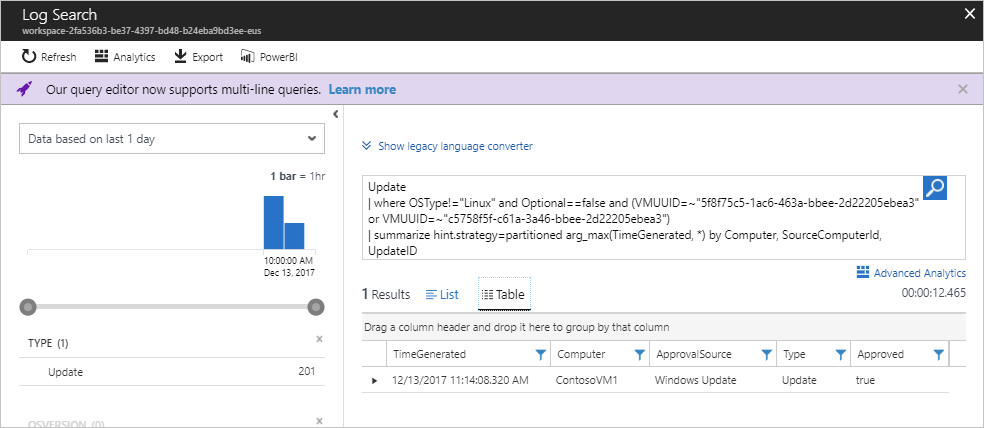 Log Search
workspace-2fa536b3-be37-4397-bd48-b24eba9bd3ee-eus
Refresh Analytics Export PowerBI
Our query editor now supports multi-line queries. Learn more
Data based on last 1 day
1 bar = 1hr
10:00:00 AM
Dec 13, 2017
TYPE (1)
Update 201
OSVERSION (0)
Show legacy language converter
Update
| where OSType!="Linux" and Optional==false and (VMUUID=~"5f8f75c5-1ac6-463a-bbee-2d22205ebea3"
or VMUUID=~"c5758f5f-c61a-3a46-bbee-2d22205ebea3")
| summarize hint.strategy=partitioned arg_max(TimeGenerated, *) by Computer, SourceComputerId,
UpdateID
Advanced Analytics
1 Results List Table 00:00:12.465
Drag a column header and drop it here to group by that column
TimeGenerated Computer ApprovalSource Type Approved
12/13/2017 11:14:08.320 AM ContosoVM1 Windows Update Update true